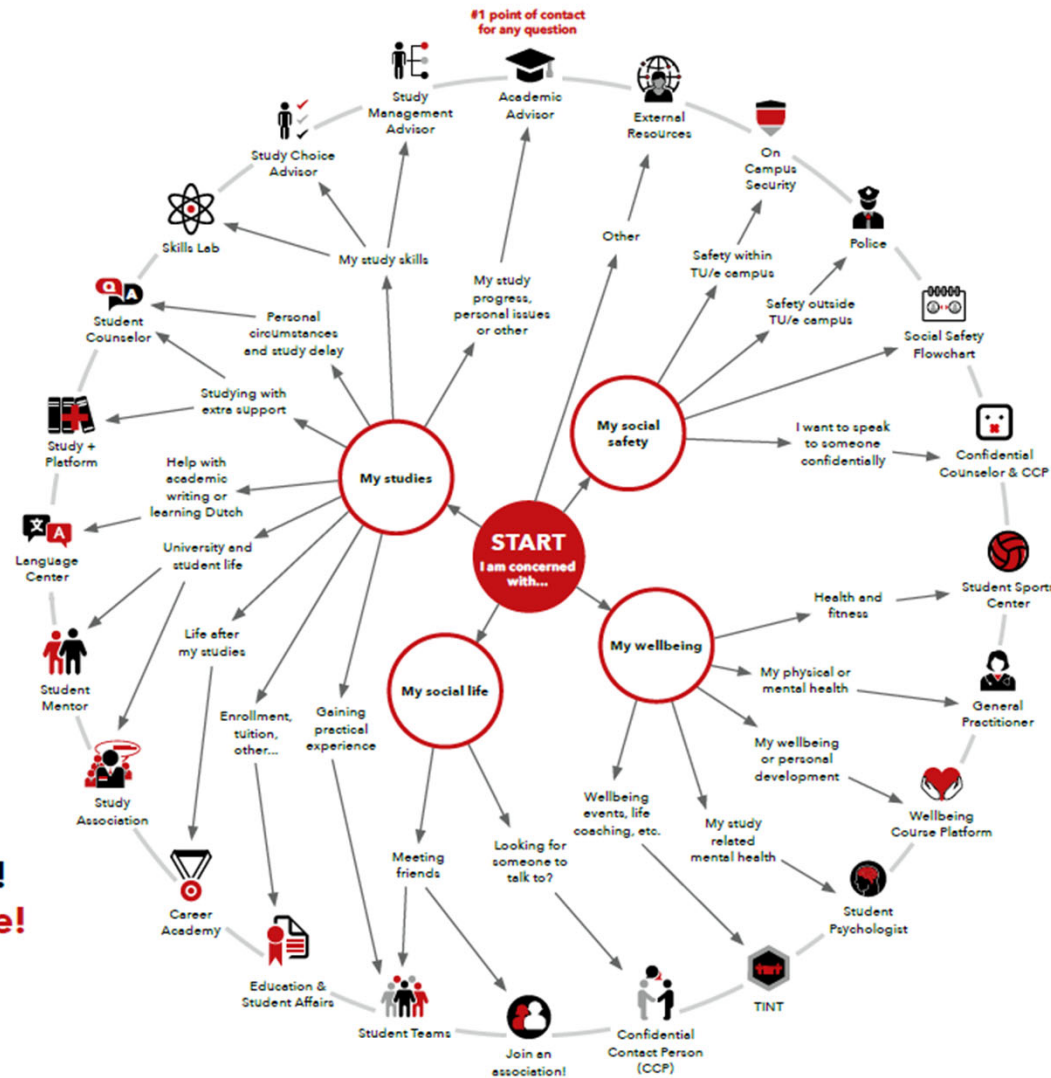 #1 point of contact
for any question
Academic
Advisor
External
Resources
On
Campus
Security
Police
Social Safety
Flowchart
Confidential
Counselor & CCP
Student Sports
Center
General
Practitioner
Wellbeing
Course Platform
Student
Psychologist
TINT
Confidential
Contact Person
(CCP)
Join an
association!
Student Teams
Education &
Student Affairs
Career
Academy
Study
Association
Student
Mentor
Language
Center
Study +
Platform
Student
Counselor
Skills Lab
Study Choice
Advisor
Study
Management
Advisor
Q
A
文
A
tint
START
I am concerned
with...
My studies
My study skills
My study
progress,
personal issues
or other
Personal
circumstances
and study delay
Studying with
extra support
Help with
academic
writing or
learning Dutch
University and
student life
Life after
my studies
Enrollment,
tuition,
other...
Gaining
practical
experience
Other
My social
safety
Safety within
TU/e campus
Safety outside
TU/e campus
I want to speak
to someone
confidentially
My wellbeing
Health and
fitness
My physical or
mental health
My wellbeing
or personal
development
My study
related
mental health
Wellbeing
events, life
coaching, etc.
My social life
Meeting
friends
Looking for
someone to
talk to?
!
e!